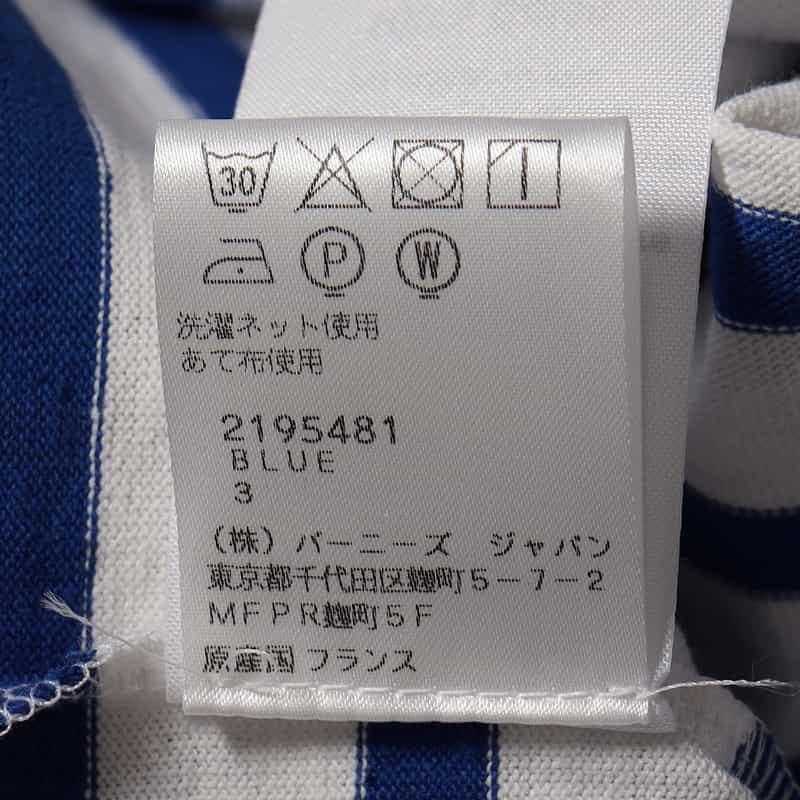 30
P W
洗濯ネット使用
あて布使用
2195481
BLUE
3
(株)バーニーズ ジャパン
東京都千代田区麹町5-7-2
MFPR麹町5F
原産国フランス